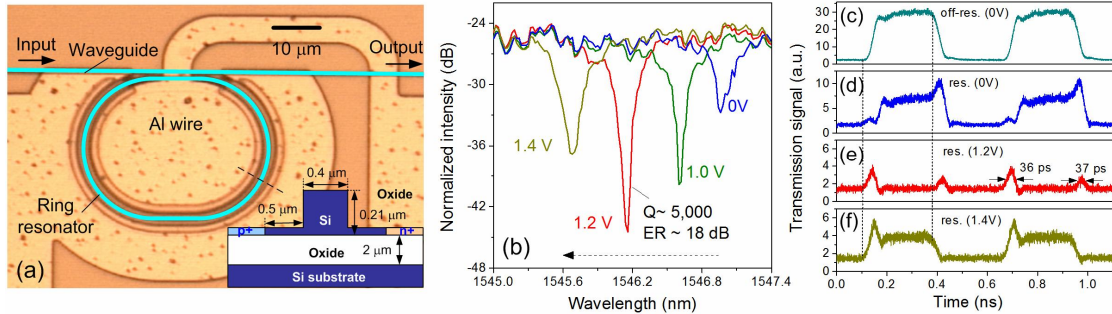 Input
Waveguide
10 μm
Output
Al wire
Ring
resonator
(a)
0.4 μm
Oxide
0.5 μm
Si
0.21 μm
p+
n+
Oxide
2 μm
Si substrate
Normalized intensity (dB)
-24
-30
-36
-42
-48
1.4V
0V
1.0V
1.2V
Q~ 5,000
ER ~ 18 dB
(b)
1545.0
1545.6
1546.2
1546.8
1547.4
Wavelength (nm)
Transmission signal (a.u.)
(c)
off-res. (0V)
30
20
10
0
(d)
res. (0V)
10
5
0
(e)
res. (1.2V)
36 ps
37 ps
6
4
2
0
(f)
res. (1.4V)
6
4
2
0
0.0
0.2
0.4
0.6
0.8
1.0
Time (ns)